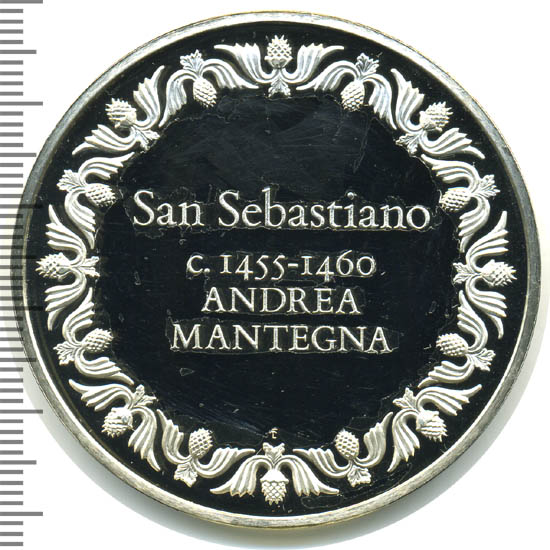 San Sebastiano
c. 1455-1460
ANDREA
MANTEGNA